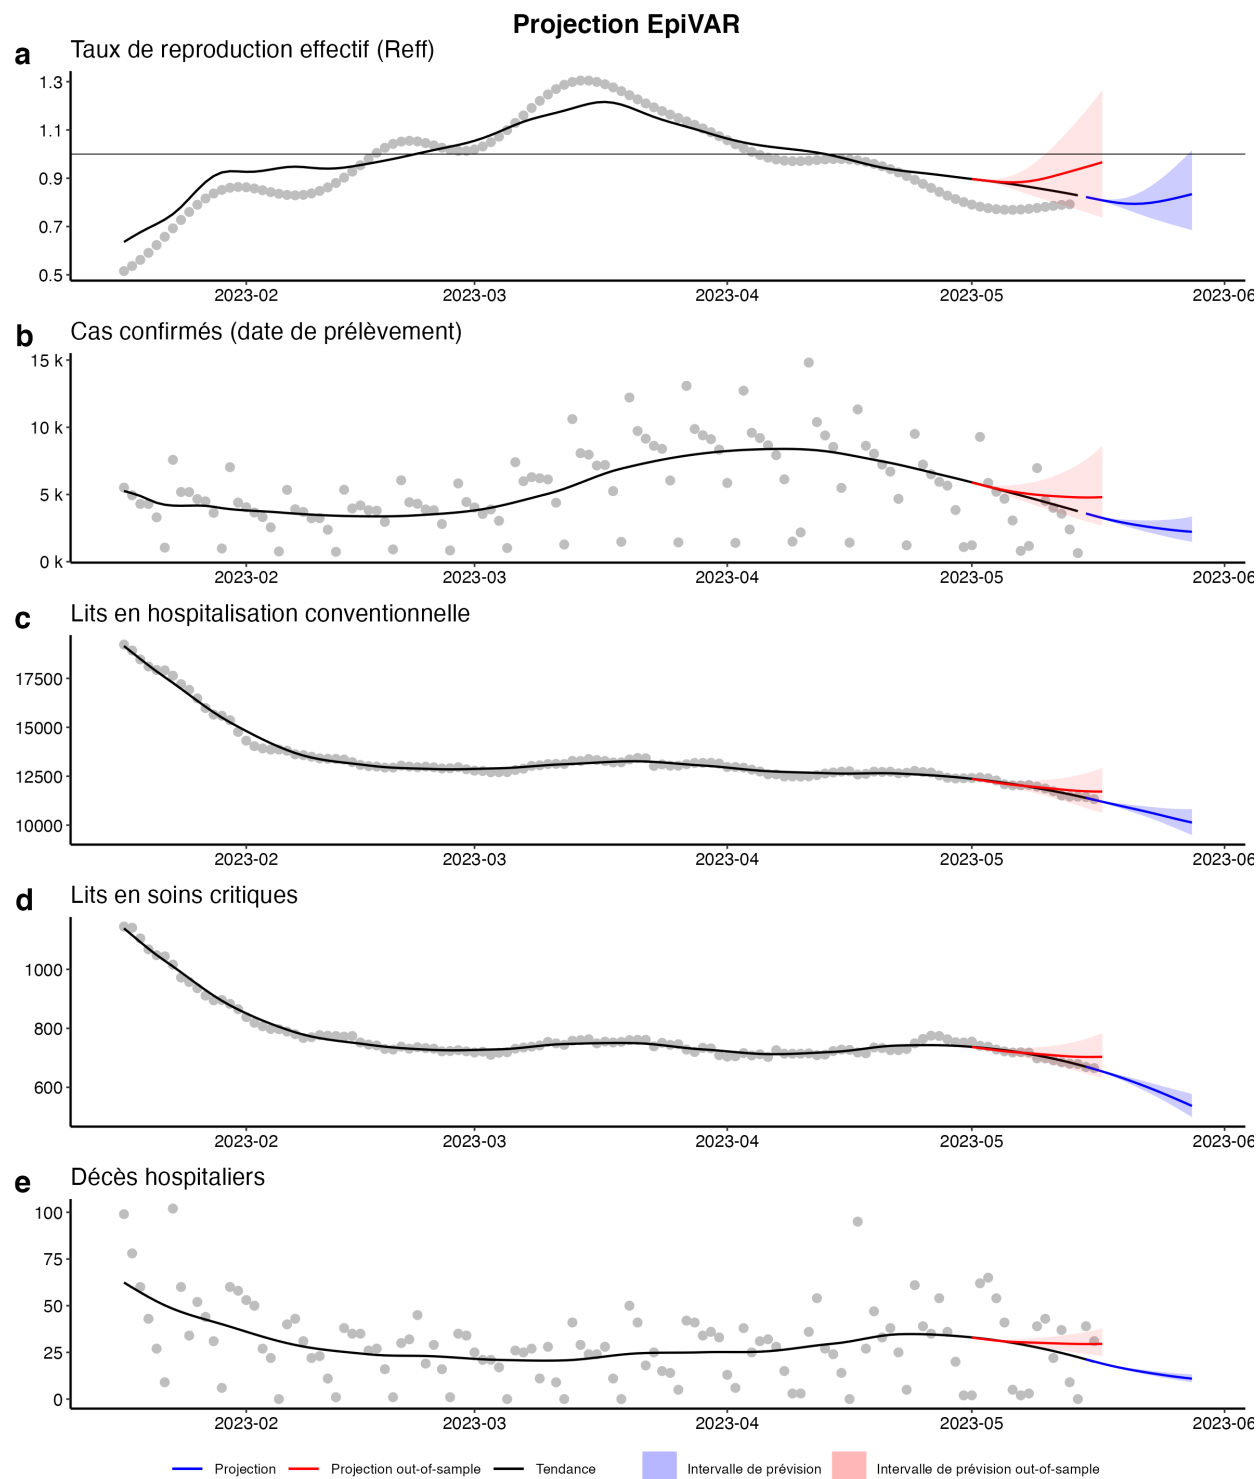 Projection EpiVAR
a Taux de reproduction effectif (Reff)
1.3
1.1
0.9
0.7
0.5
2023-02 2023-03 2023-04 2023-05 2023-06
b Cas confirmés (date de prélèvement)
15 k
10 k
5 k
0 k
2023-02 2023-03 2023-04 2023-05 2023-06
c Lits en hospitalisation conventionnelle
17500
15000
12500
10000
2023-02 2023-03 2023-04 2023-05 2023-06
d Lits en soins critiques
1000
800
600
2023-02 2023-03 2023-04 2023-05 2023-06
e Décès hospitaliers
100
75
50
25
0
2023-02 2023-03 2023-04 2023-05 2023-06
Projection Projection out-of-sample Tendance Intervalle de prévision Intervalle de prévision out-of-sample